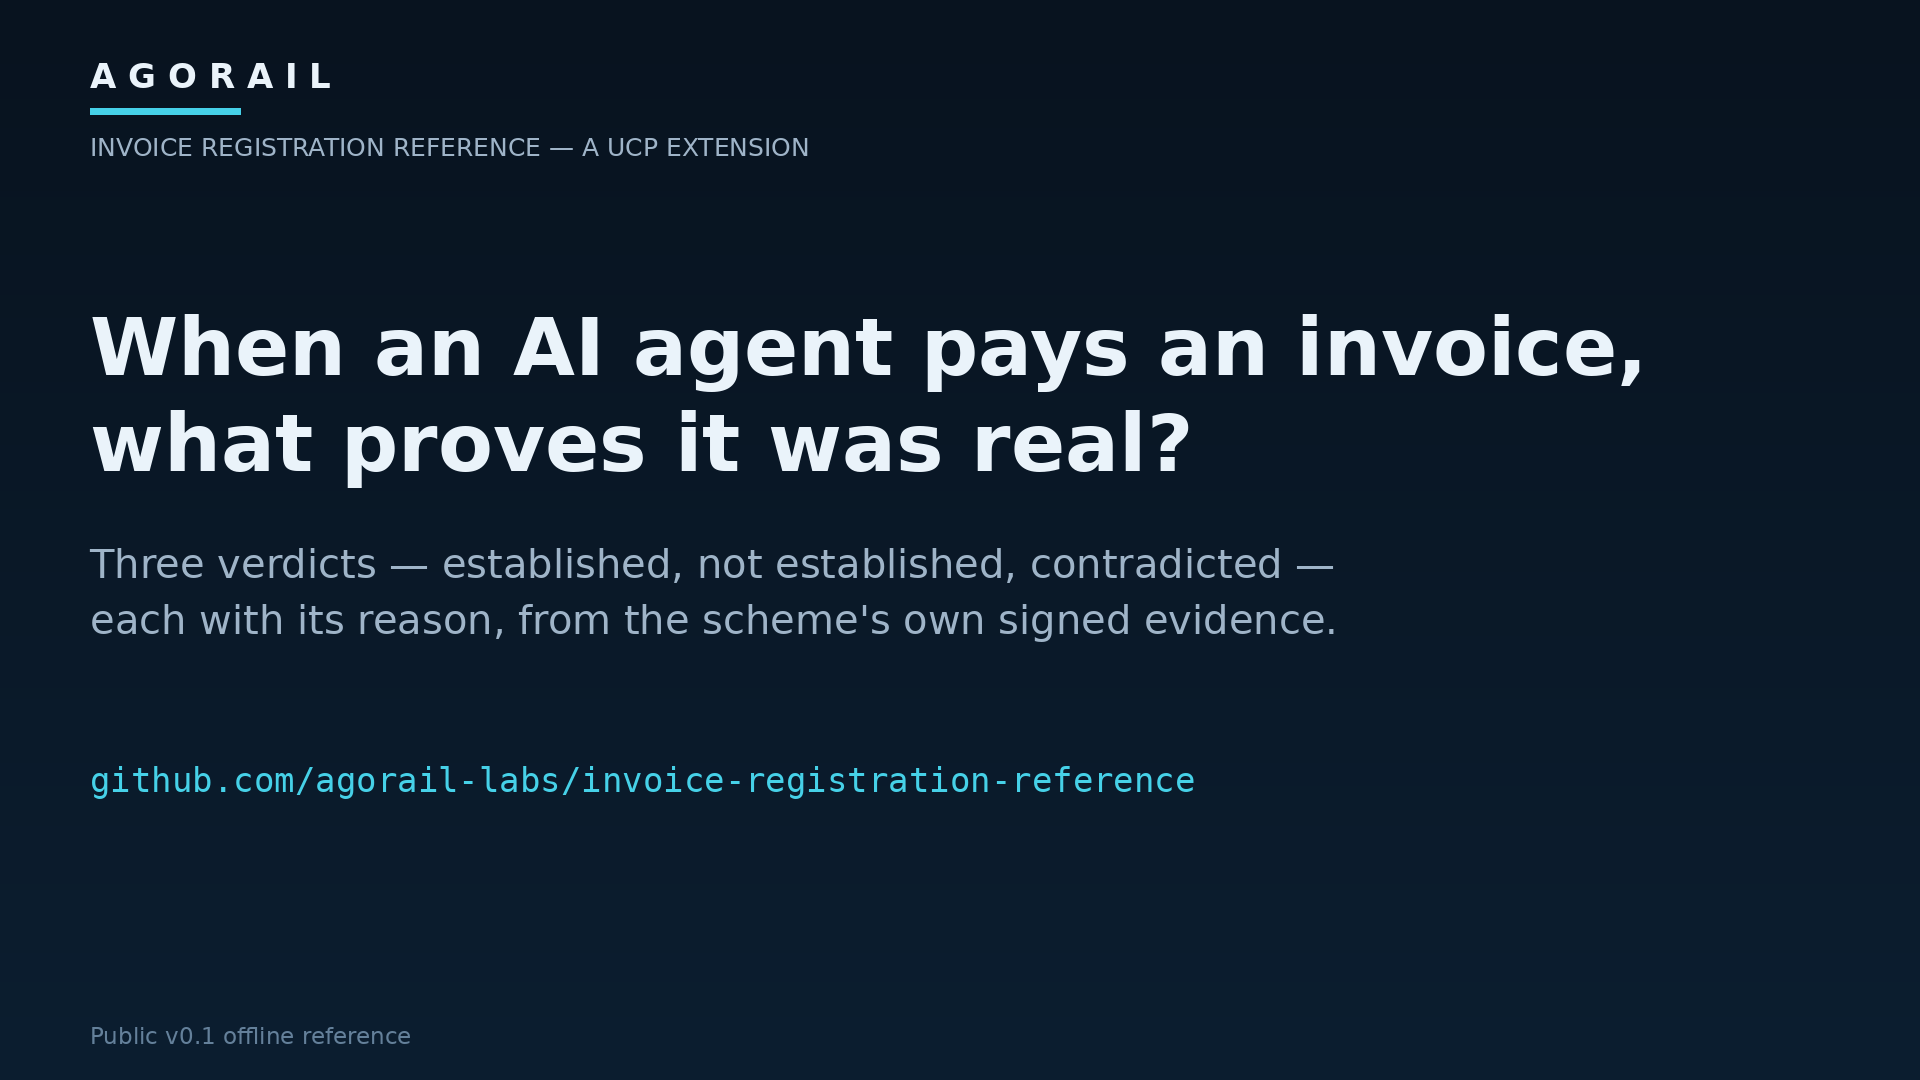 AGORAIL
INVOICE REGISTRATION REFERENCE — A UCP EXTENSION
When an AI agent pays an invoice,
what proves it was real?
Three verdicts — established, not established, contradicted —
each with its reason, from the scheme's own signed evidence.
github.com/agorail-labs/invoice-registration-reference
Public v0.1 offline reference